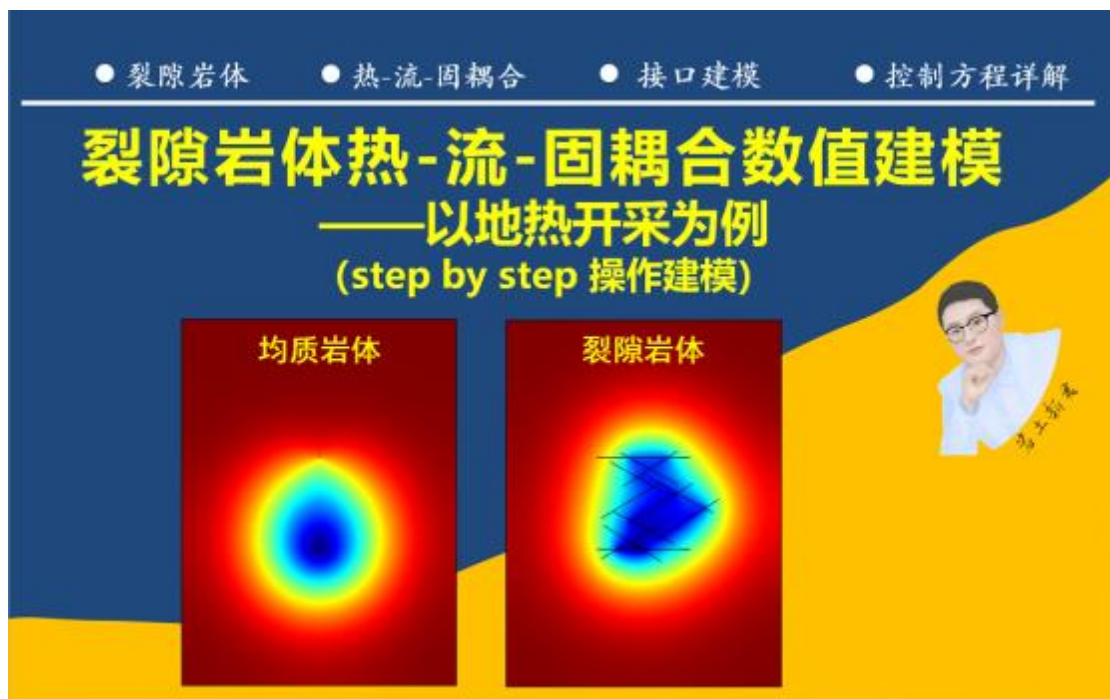 ● 裂隙岩体 ● 热-流-固耦合 ● 接口建模 ● 控制方程详解
裂隙岩体热-流-固耦合数值建模
——以地热开采为例
(step by step 操作建模)
均质岩体 裂隙岩体